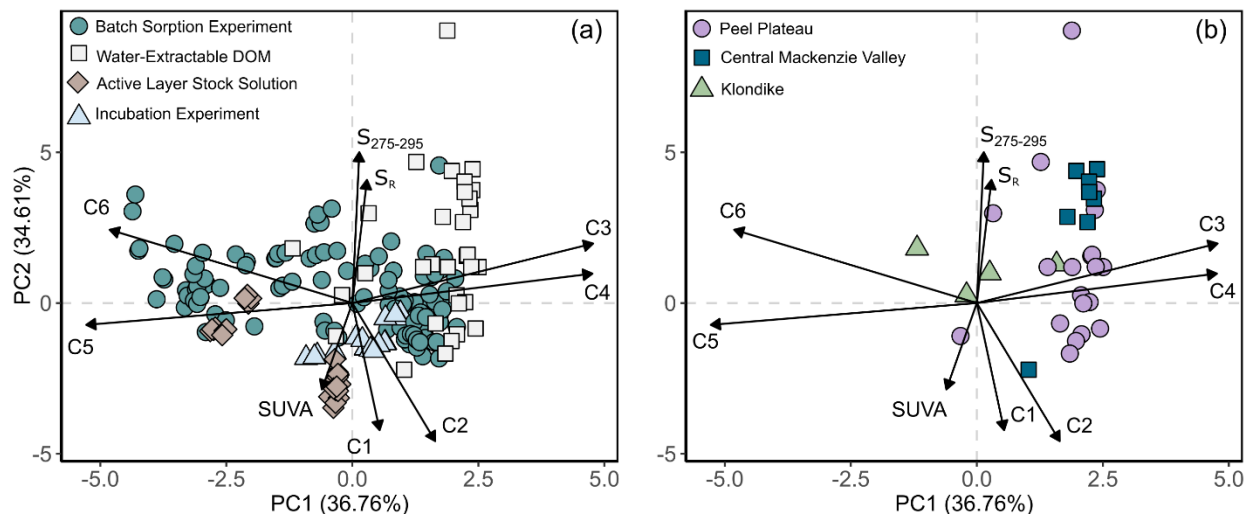 (a)
Batch Sorption Experiment
Water-Extractable DOM
Active Layer Stock Solution
Incubation Experiment
S275-295
SR
C6
C3
C4
C5
SUVA
C1
C2
5
0
-5
PC2 (34.61%)
-5.0
-2.5
0.0
2.5
5.0
PC1 (36.76%)
(b)
Peel Plateau
Central Mackenzie Valley
Klondike
S275-295
SR
C6
C3
C4
C5
SUVA
C1
C2
5
0
-5
-5.0
-2.5
0.0
2.5
5.0
PC1 (36.76%)